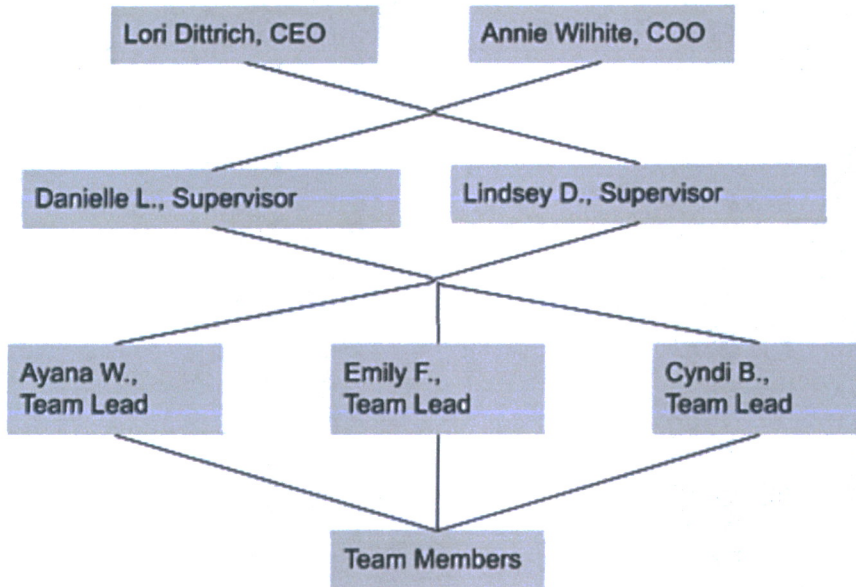 Lori Dittrich, CEO
Annie Wilhite, COO
Danielle L., Supervisor
Lindsey D., Supervisor
Ayana W.,
Team Lead
Emily F.,
Team Lead
Cyndi B.,
Team Lead
Team Members